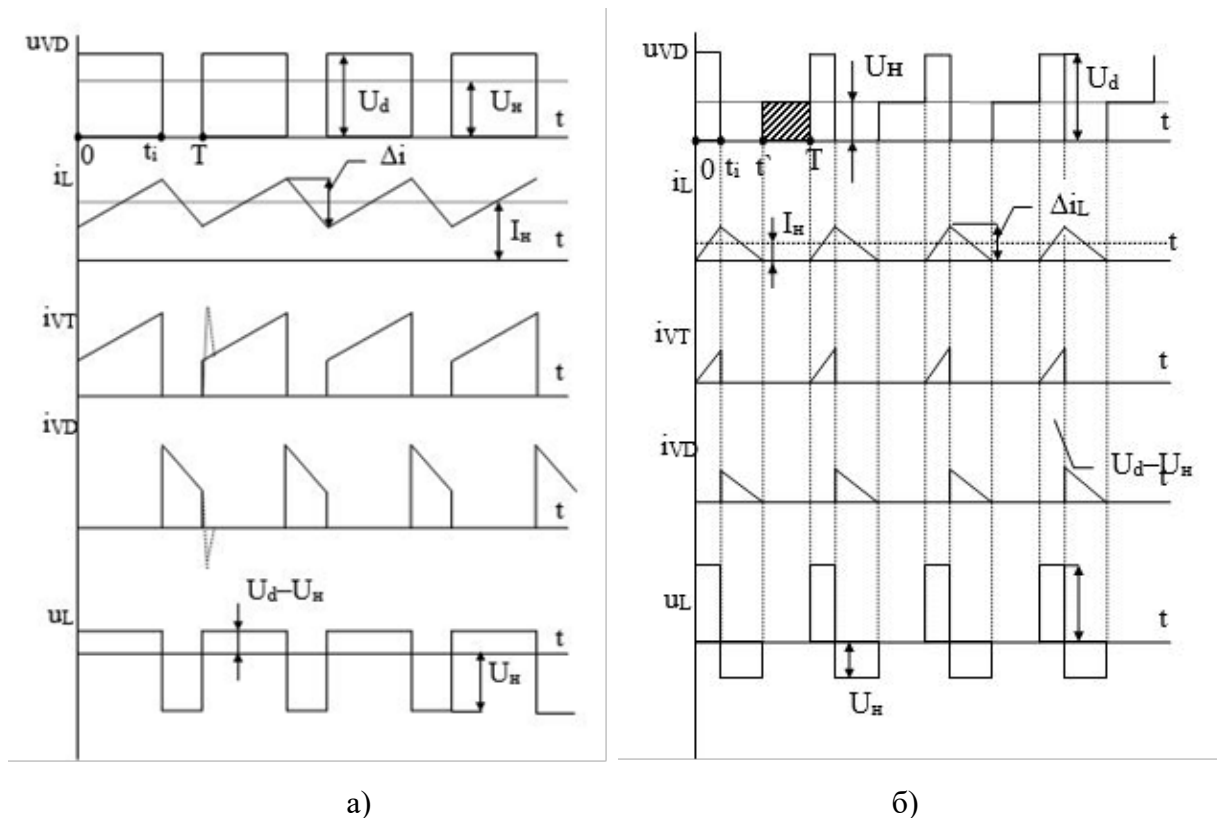 uVD
Ud
Uн
t
0 ti T
iL
Δi
Iн
t
iVT
t
iVD
t
Ud–Uн
uL
t
Uн
а)
uVD
Uн
Ud
t
0 ti t` T
iL
Iн
ΔiL
t
iVT
t
iVD
Ud–Uн
t
uL
t
Uн
б)